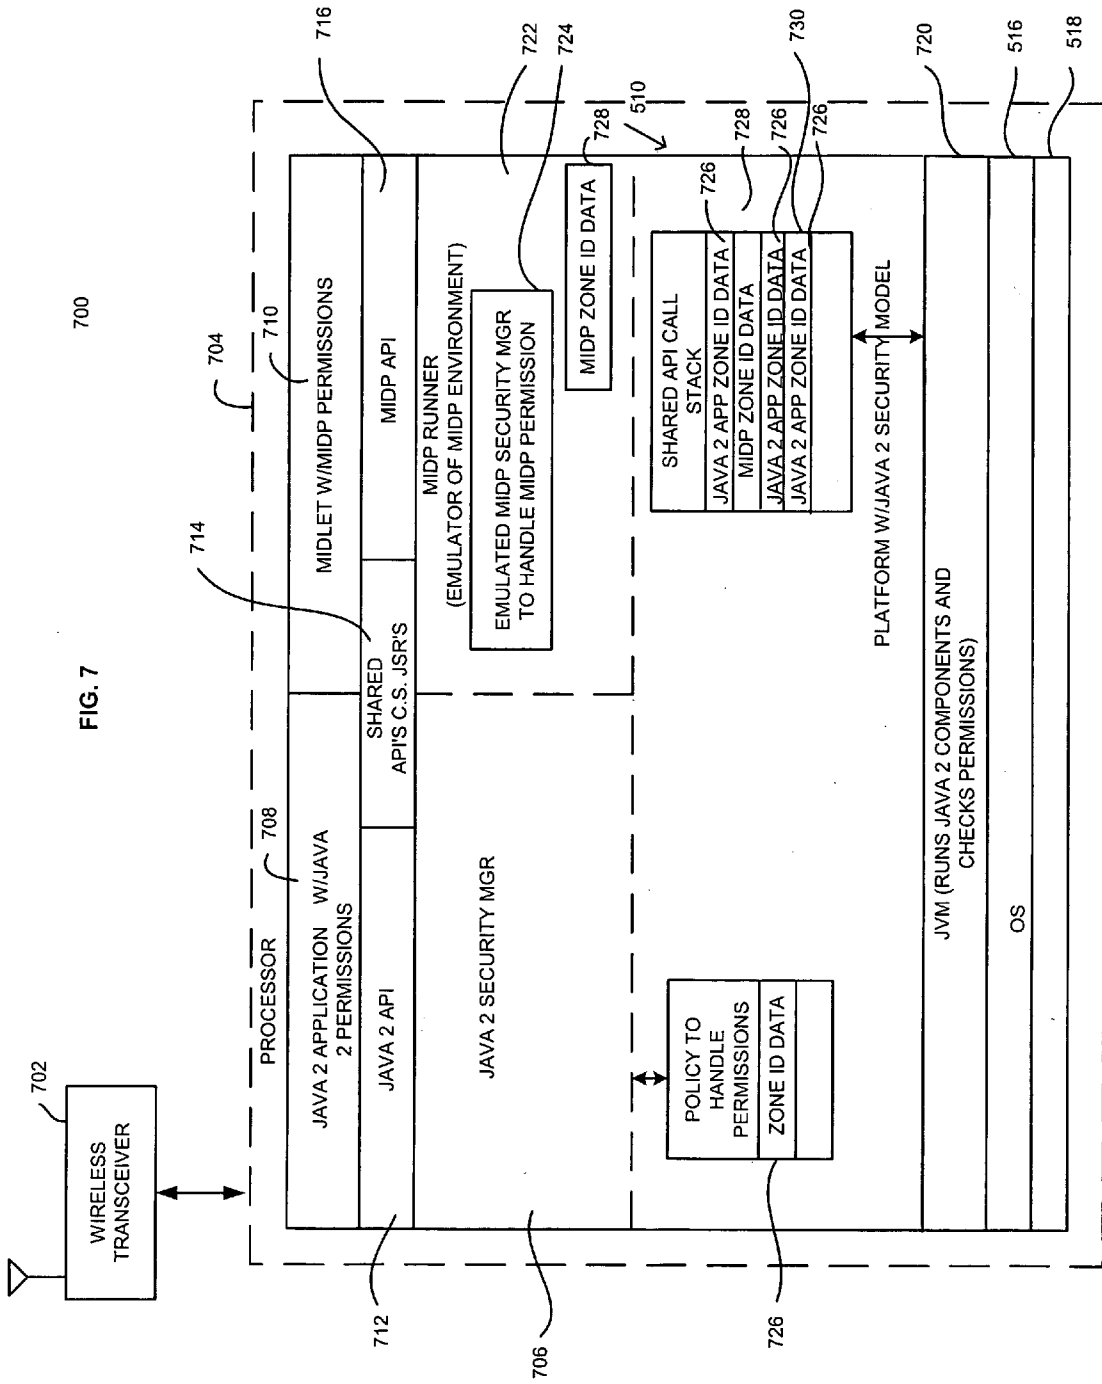 FIG. 7
700
702
WIRELESS
TRANSCEIVER
PROCESSOR
704
708
710
716
JAVA 2 APPLICATION W/JAVA
2 PERMISSIONS
MIDLET W/MIDP PERMISSIONS
712
JAVA 2 API
714
SHARED
API'S C.S. JSR'S
MIDP API
706
JAVA 2 SECURITY MGR
MIDP RUNNER
(EMULATOR OF MIDP ENVIRONMENT)
722
EMULATED MIDP SECURITY MGR
TO HANDLE MIDP PERMISSION
724
MIDP ZONE ID DATA
728
510
POLICY TO
HANDLE
PERMISSIONS
ZONE ID DATA
726
SHARED API CALL
STACK
JAVA 2 APP ZONE ID DATA
726
MIDP ZONE ID DATA
728
JAVA 2 APP ZONE ID DATA
726
JAVA 2 APP ZONE ID DATA
730
726
PLATFORM W/JAVA 2 SECURITY MODEL
JVM (RUNS JAVA 2 COMPONENTS AND
CHECKS PERMISSIONS)
720
OS
516
518